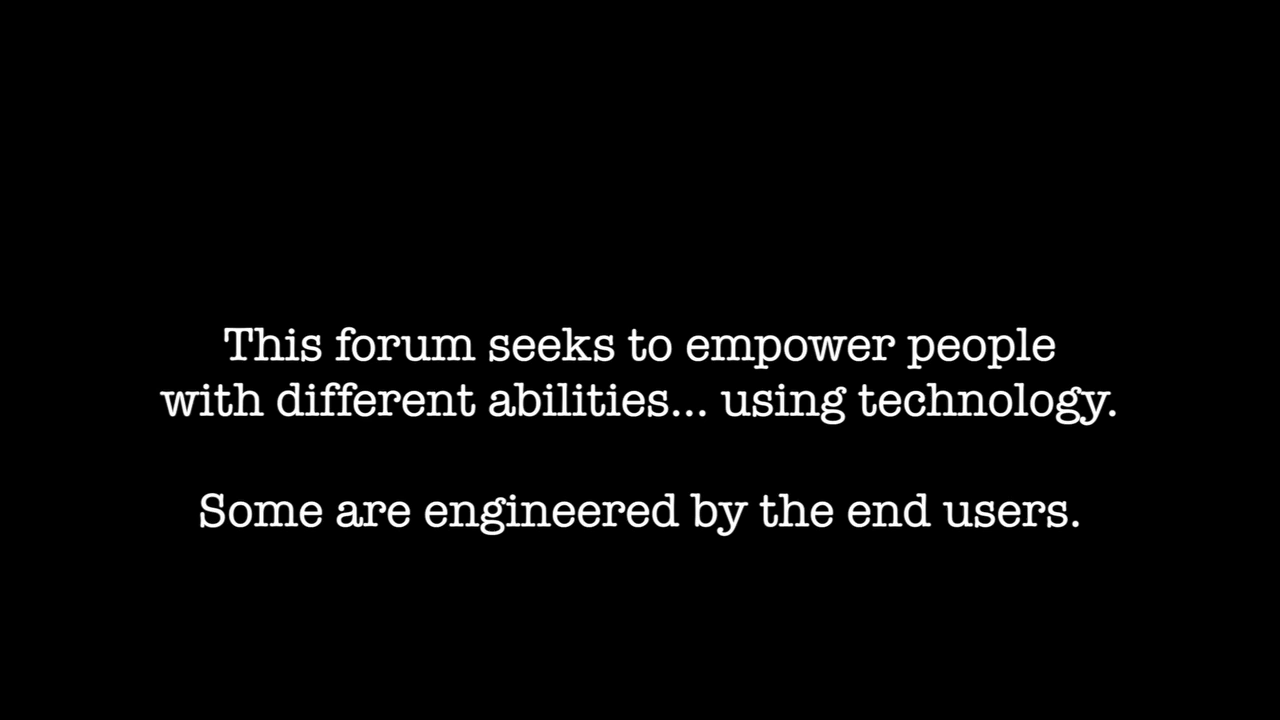 This forum seeks to empower people
with different abilities... using technology.
Some are engineered by the end users.